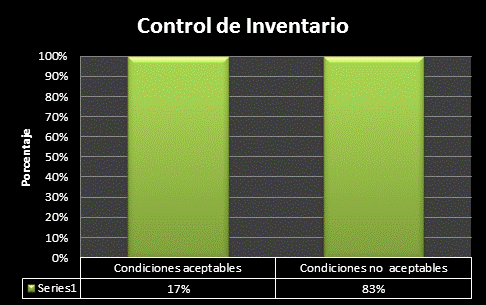 Control de Inventario
100%
90%
80%
70%
60%
50%
40%
30%
20%
10%
0%
Porcentaje
Condiciones aceptables Condiciones no aceptables
Series1 17% 83%